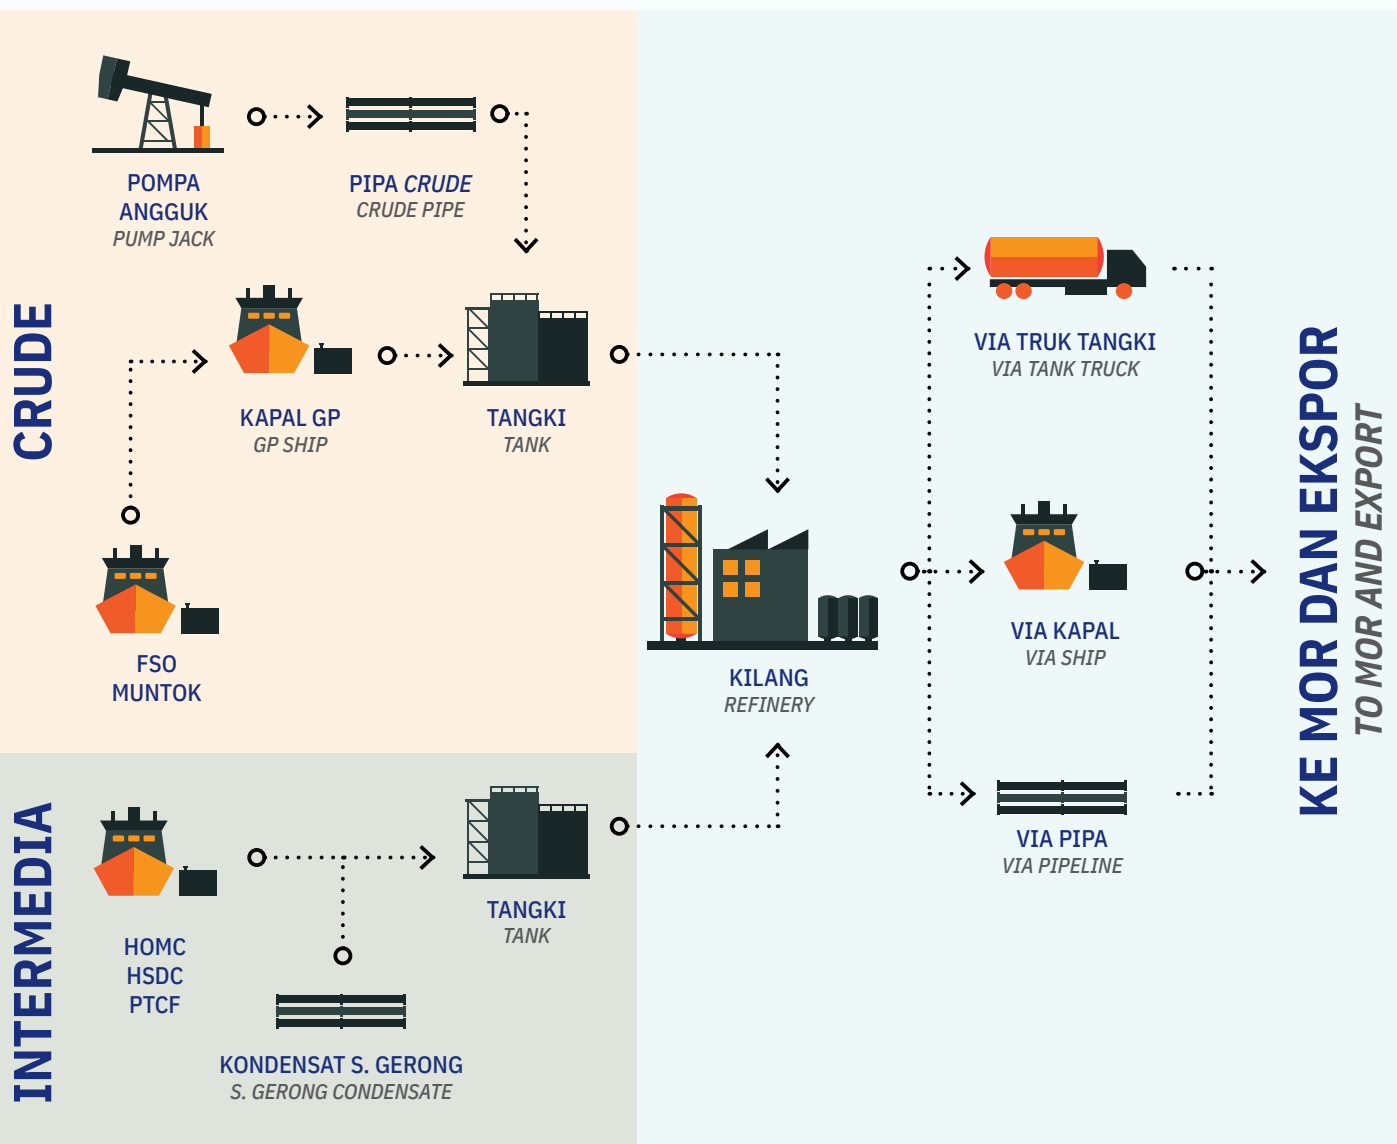 CRUDE
POMPA
ANGGUK
PUMP JACK
PIPA CRUDE
CRUDE PIPE
KAPAL GP
GP SHIP
TANGKI
TANK
FSO
MUNTOK
INTERMEDIA
HOMC
HSDC
PTCF
TANGKI
TANK
KONDENSAT S. GERONG
S. GERONG CONDENSATE
KILANG
REFINERY
VIA TRUK TANGKI
VIA TANK TRUCK
VIA KAPAL
VIA SHIP
VIA PIPA
VIA PIPELINE
KE MOR DAN EKSPOR
TO MOR AND EXPORT